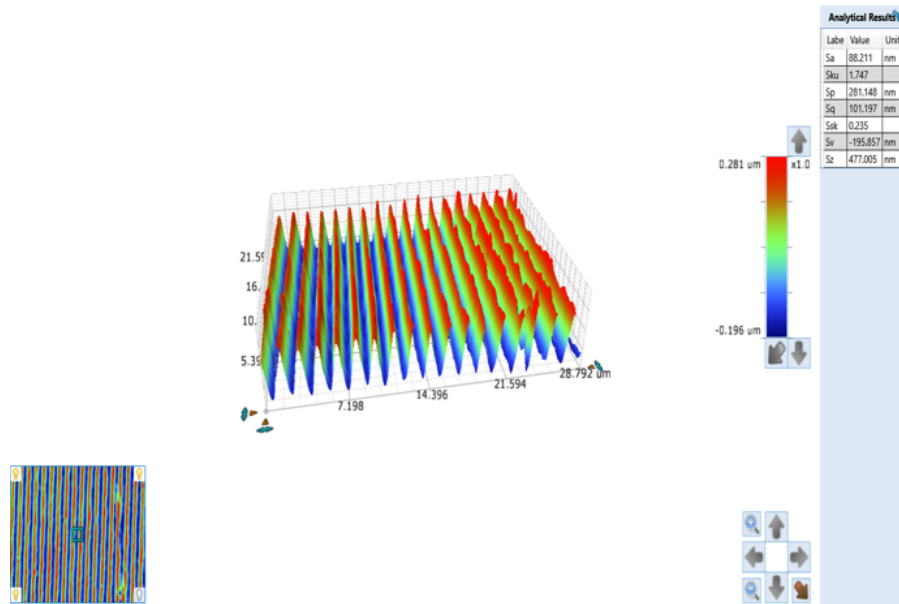 Analytical Results
Labe Value Unit
Sa 88.211 nm
Sku 1.747
Sp 281.148 nm
Sq 101.197 nm
Ssk 0.235
Sv -195.857 nm
Sz 477.005 nm
0.281 um x1.0
-0.196 um
21.59
16.
10.
5.39
7.198
14.396
21.594
28.792 um